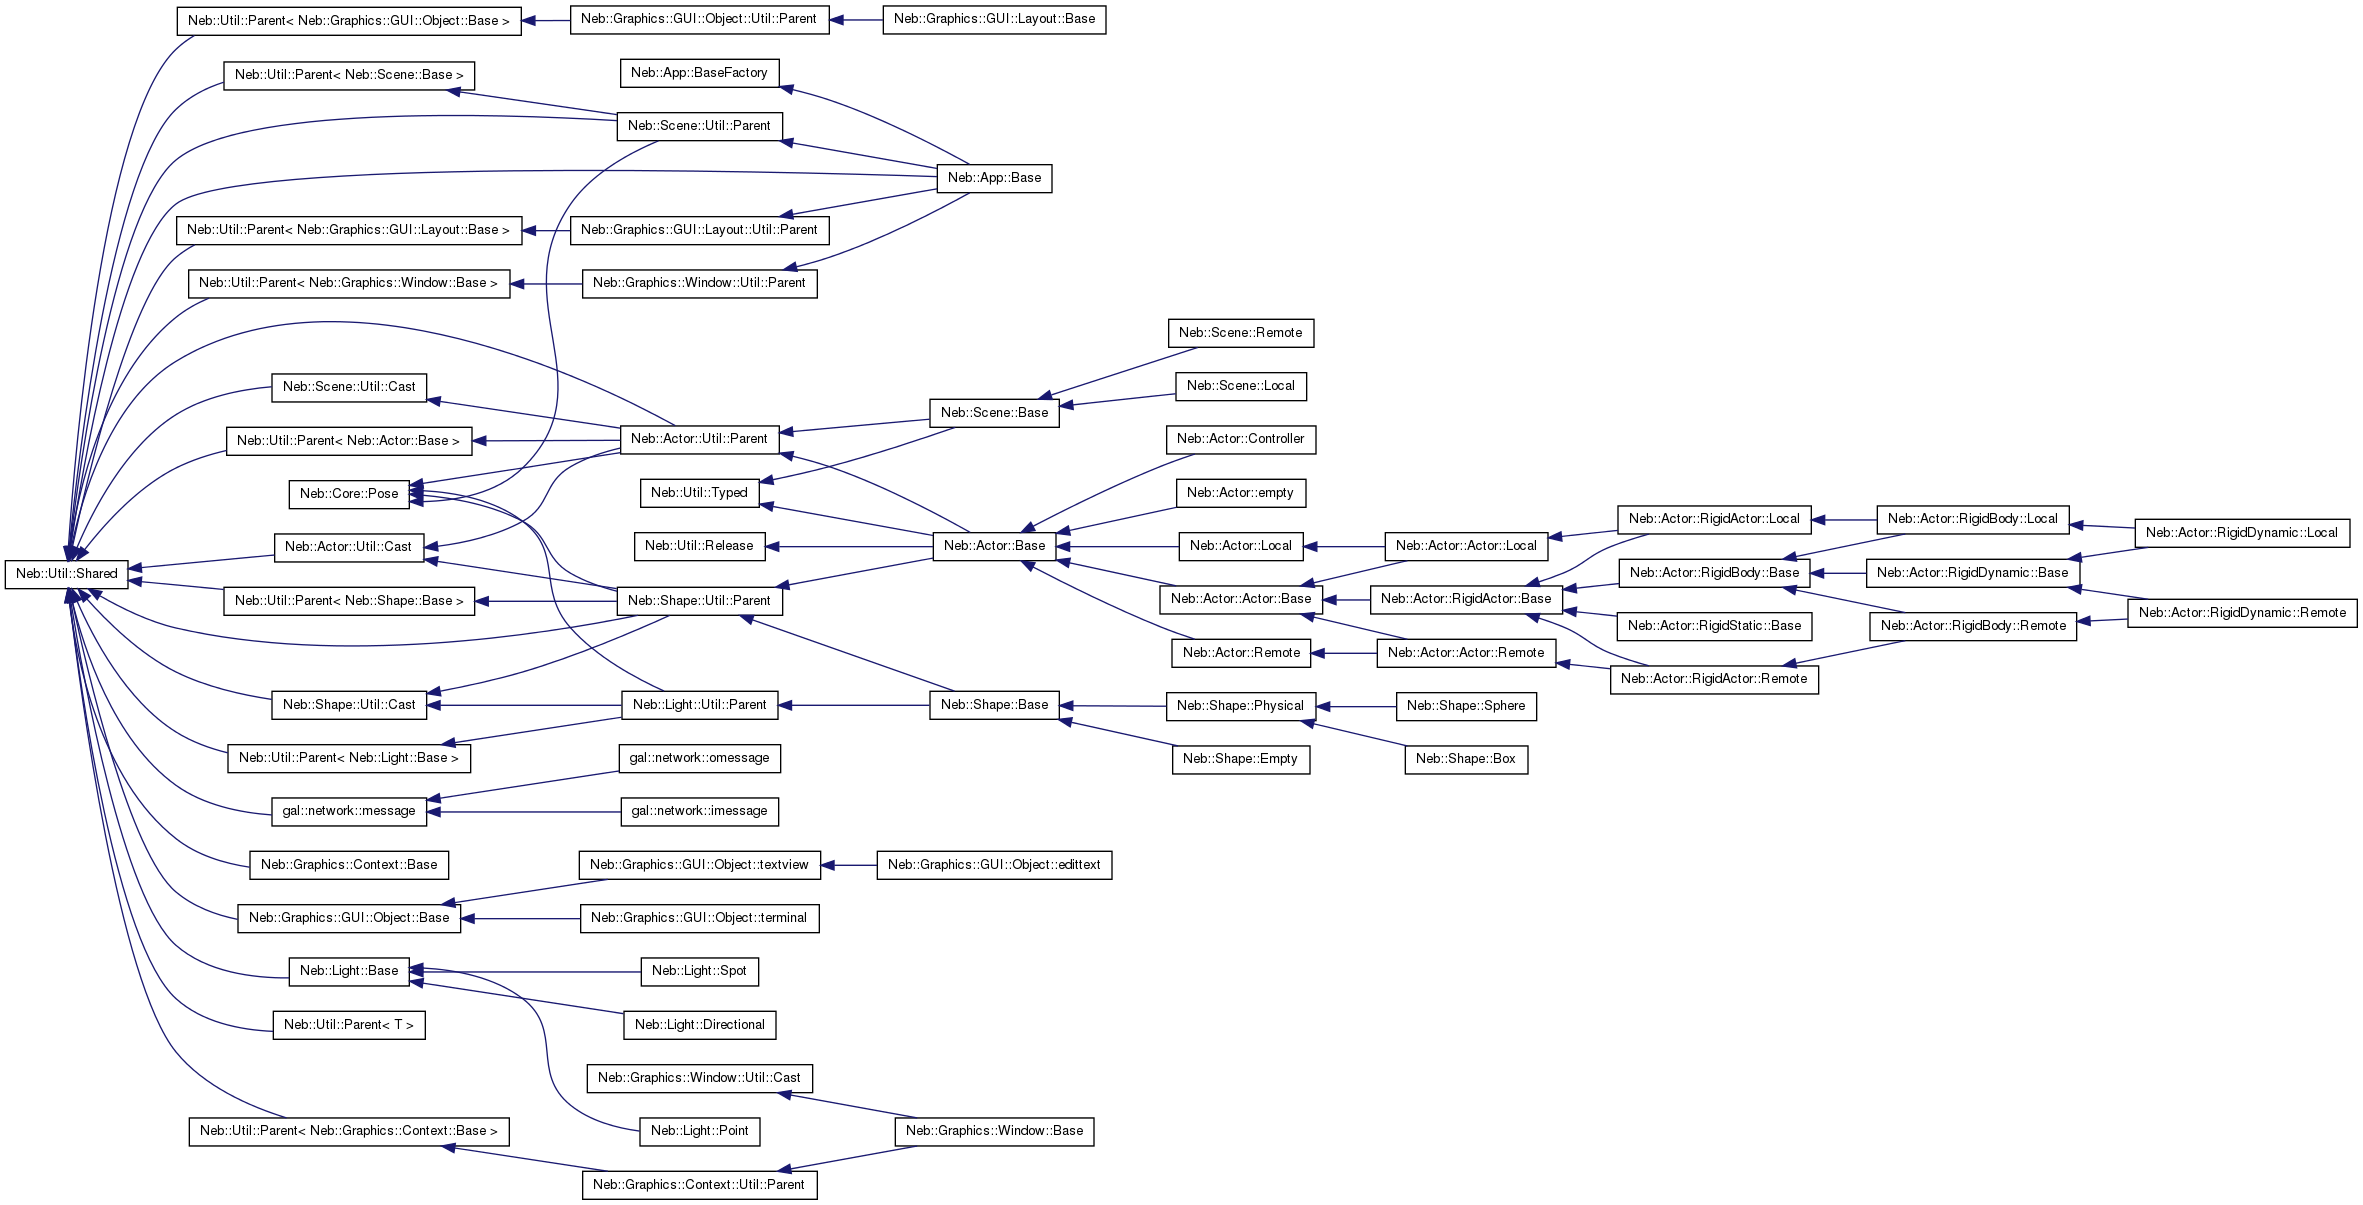 Neb::Util::Parent< Neb::Graphics::GUI::Object::Base >
Neb::Graphics::GUI::Object::Util::Parent
Neb::Graphics::GUI::Layout::Base
Neb::Util::Parent< Neb::Scene::Base >
Neb::App::BaseFactory
Neb::Scene::Util::Parent
Neb::App::Base
Neb::Util::Parent< Neb::Graphics::GUI::Layout::Base >
Neb::Graphics::GUI::Layout::Util::Parent
Neb::Util::Parent< Neb::Graphics::Window::Base >
Neb::Graphics::Window::Util::Parent
Neb::Scene::Remote
Neb::Scene::Util::Cast
Neb::Scene::Local
Neb::Scene::Base
Neb::Util::Parent< Neb::Actor::Base >
Neb::Actor::Util::Parent
Neb::Actor::Controller
Neb::Core::Pose
Neb::Util::Typed
Neb::Actor::empty
Neb::Actor::RigidActor::Local
Neb::Actor::RigidBody::Local
Neb::Actor::RigidDynamic::Local
Neb::Actor::Util::Cast
Neb::Util::Release
Neb::Actor::Base
Neb::Actor::Local
Neb::Actor::Actor::Local
Neb::Util::Shared
Neb::Actor::RigidBody::Base
Neb::Actor::RigidDynamic::Base
Neb::Util::Parent< Neb::Shape::Base >
Neb::Shape::Util::Parent
Neb::Actor::Actor::Base
Neb::Actor::RigidActor::Base
Neb::Actor::RigidStatic::Base
Neb::Actor::RigidBody::Remote
Neb::Actor::RigidDynamic::Remote
Neb::Actor::Remote
Neb::Actor::Actor::Remote
Neb::Actor::RigidActor::Remote
Neb::Shape::Util::Cast
Neb::Light::Util::Parent
Neb::Shape::Base
Neb::Shape::Physical
Neb::Shape::Sphere
Neb::Util::Parent< Neb::Light::Base >
gal::network::omessage
Neb::Shape::Empty
Neb::Shape::Box
gal::network::message
gal::network::imessage
Neb::Graphics::Context::Base
Neb::Graphics::GUI::Object::textview
Neb::Graphics::GUI::Object::edittext
Neb::Graphics::GUI::Object::Base
Neb::Graphics::GUI::Object::terminal
Neb::Light::Base
Neb::Light::Spot
Neb::Util::Parent< T >
Neb::Light::Directional
Neb::Graphics::Window::Util::Cast
Neb::Util::Parent< Neb::Graphics::Context::Base >
Neb::Light::Point
Neb::Graphics::Window::Base
Neb::Graphics::Context::Util::Parent